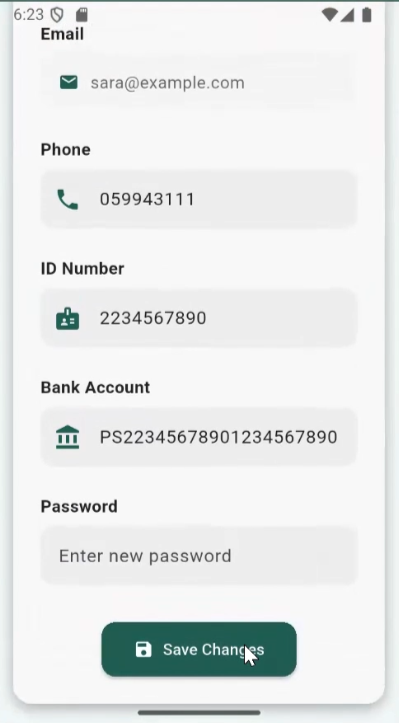 6:23
Email
sara@example.com
Phone
059943111
ID Number
2234567890
Bank Account
PS22345678901234567890
Password
Enter new password
Save Changes